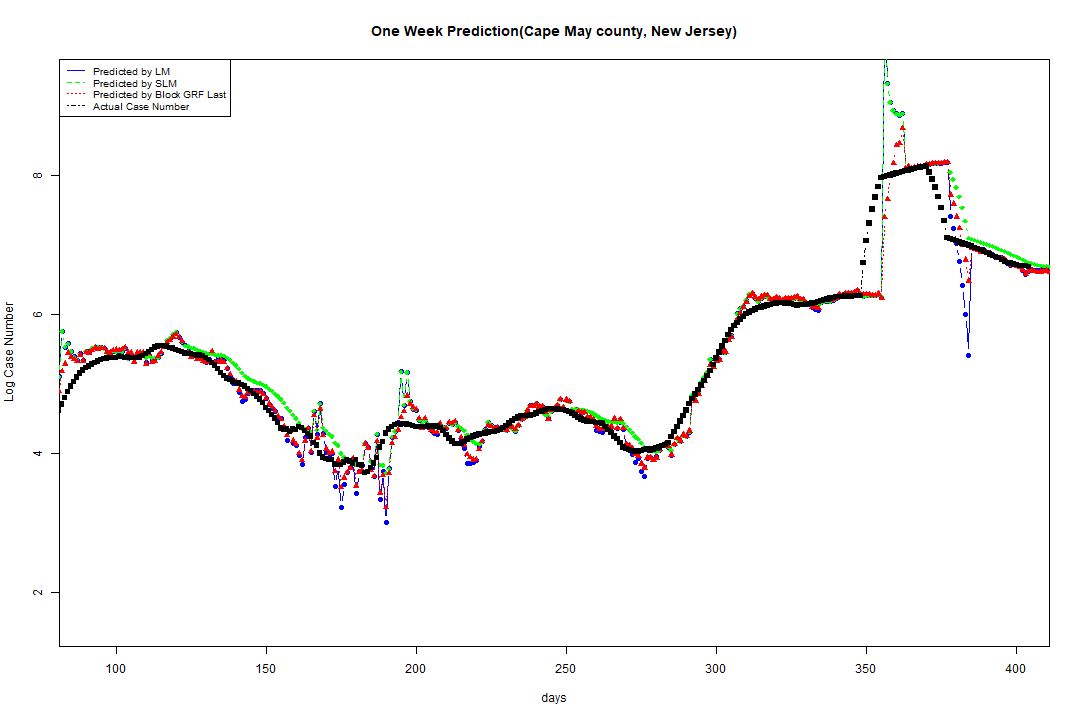 One Week Prediction(Cape May county, New Jersey)
Predicted by LM
Predicted by SLM
Predicted by Block GRF Last
Actual Case Number
Log Case Number
8
6
4
2
100 150 200 250 300 350 400
days